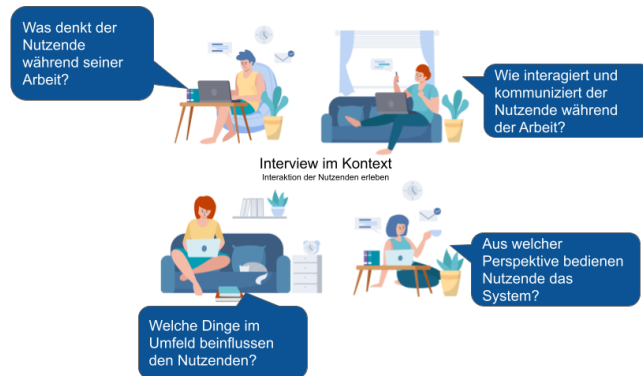 Was denkt der
Nutzende
während seiner
Arbeit?
Wie interagiert und
kommuniziert der
Nutzende während
der Arbeit?
Interview im Kontext
Interaktion der Nutzenden erleben
Aus welcher
Perspektive bedienen
Nutzende das
System?
Welche Dinge im
Umfeld beinflussen
den Nutzenden?